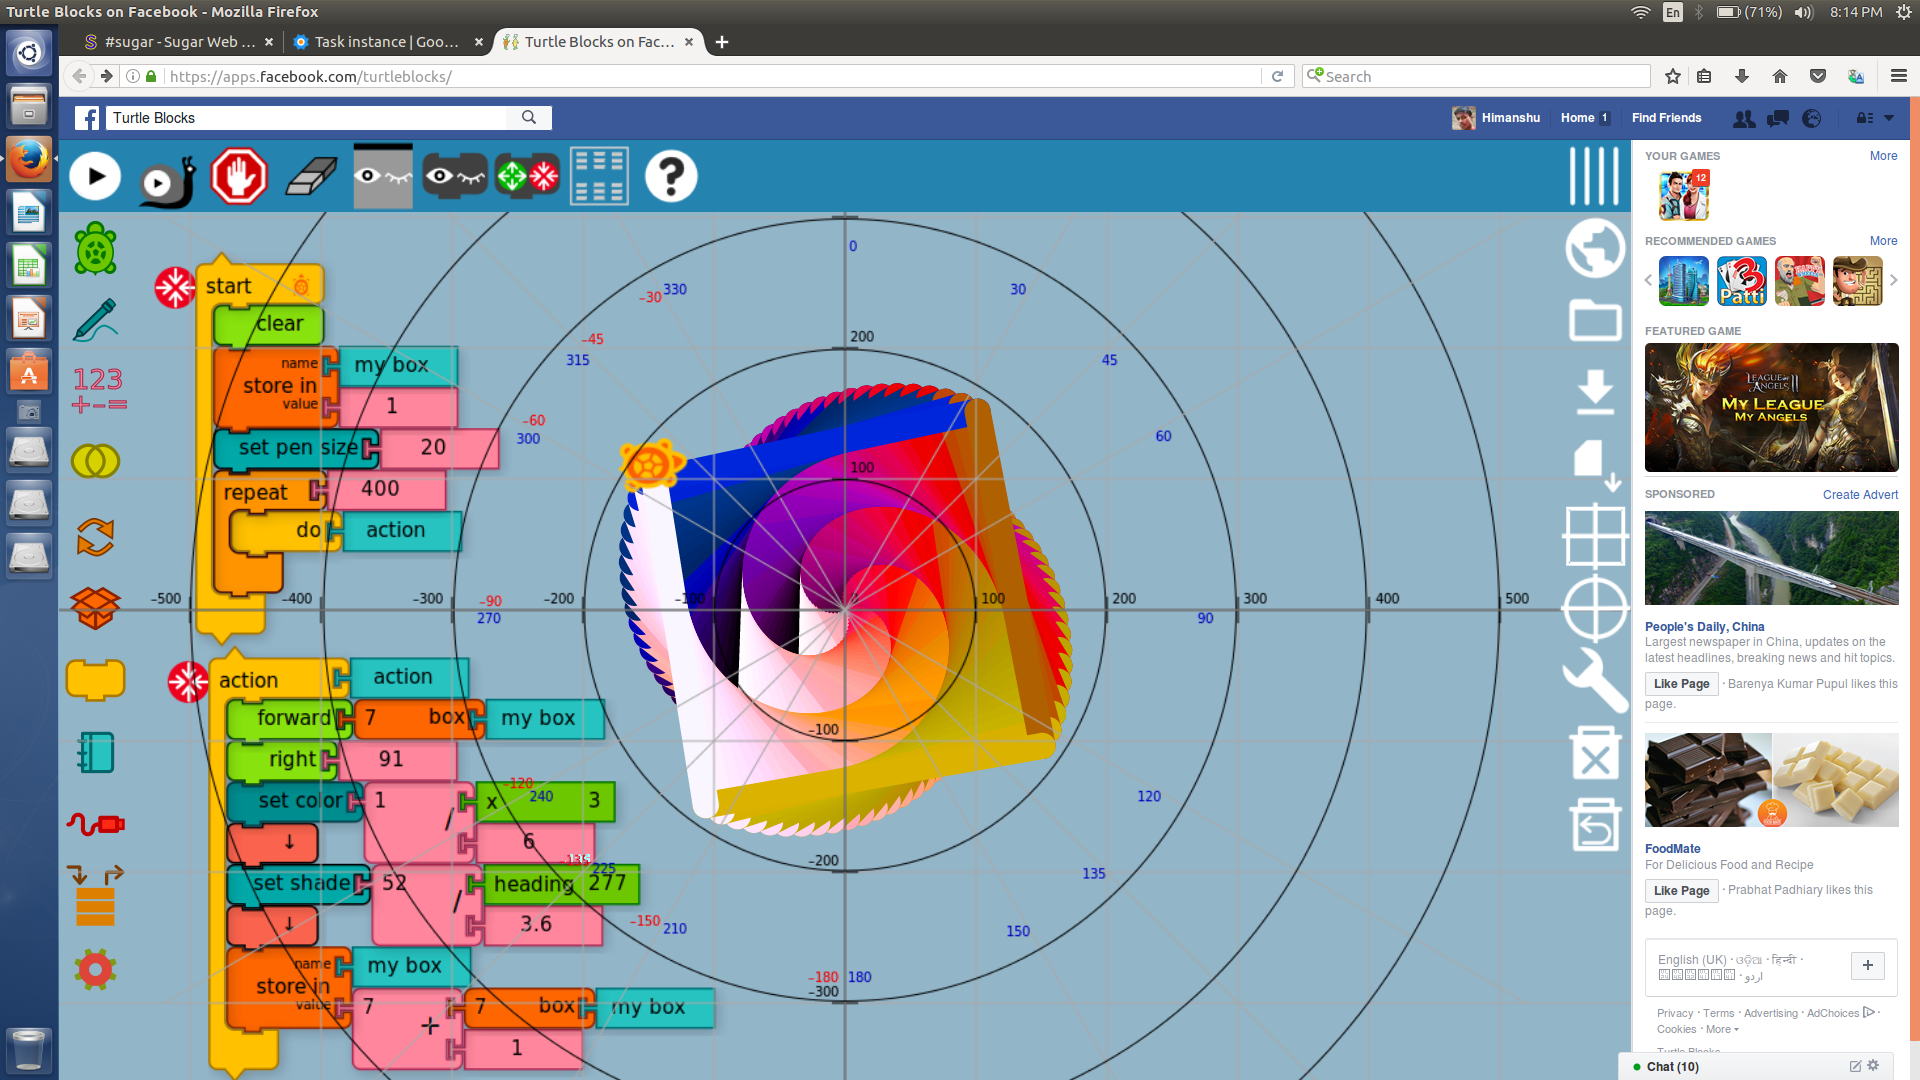 Turtle Blocks on Facebook - Mozilla Firefox
En
(71%)
8:14 PM
#sugar - Sugar Web ...
Task instance | Goo...
Turtle Blocks on Fac...
https://apps.facebook.com/turtleblocks/
Search
Turtle Blocks
Himanshu
Home 1
Find Friends
?
start
clear
name
store in
value
my box
1
set pen size
20
repeat
400
do
action
action
action
forward
7 box
my box
right
91
set color
1
/
x 3
6
↓
set shade
52
/
heading 277
3.6
↓
name
store in
value
my box
7
+
7 box
my box
1
123
+-=
0
-30 330
30
-45
315
45
200
-60
300
60
100
-500
-400
-300
-90
270
-200
-100
0
100
200
90
300
400
500
-100
-120
240
120
-135
225
-200
135
-150 210
150
-180 180
-300
YOUR GAMES
More
12
RECOMMENDED GAMES
More
3
Patti
FEATURED GAME
LEAGUE OF ANGELS II
MY LEAGUE
MY ANGELS
SPONSORED
Create Advert
People's Daily, China
Largest newspaper in China, updates on the
latest headlines, breaking news and hit topics.
Like Page · Barenya Kumar Pupul likes this
page.
FoodMate
For Delicious Food and Recipe
Like Page · Prabhat Padhiary likes this
page.
English (UK) · ଓଡ଼ିଆ · हिन्दी ·
اردو
+
Privacy · Terms · Advertising · AdChoices ·
Cookies · More
Turtle Blocks
Chat (10)